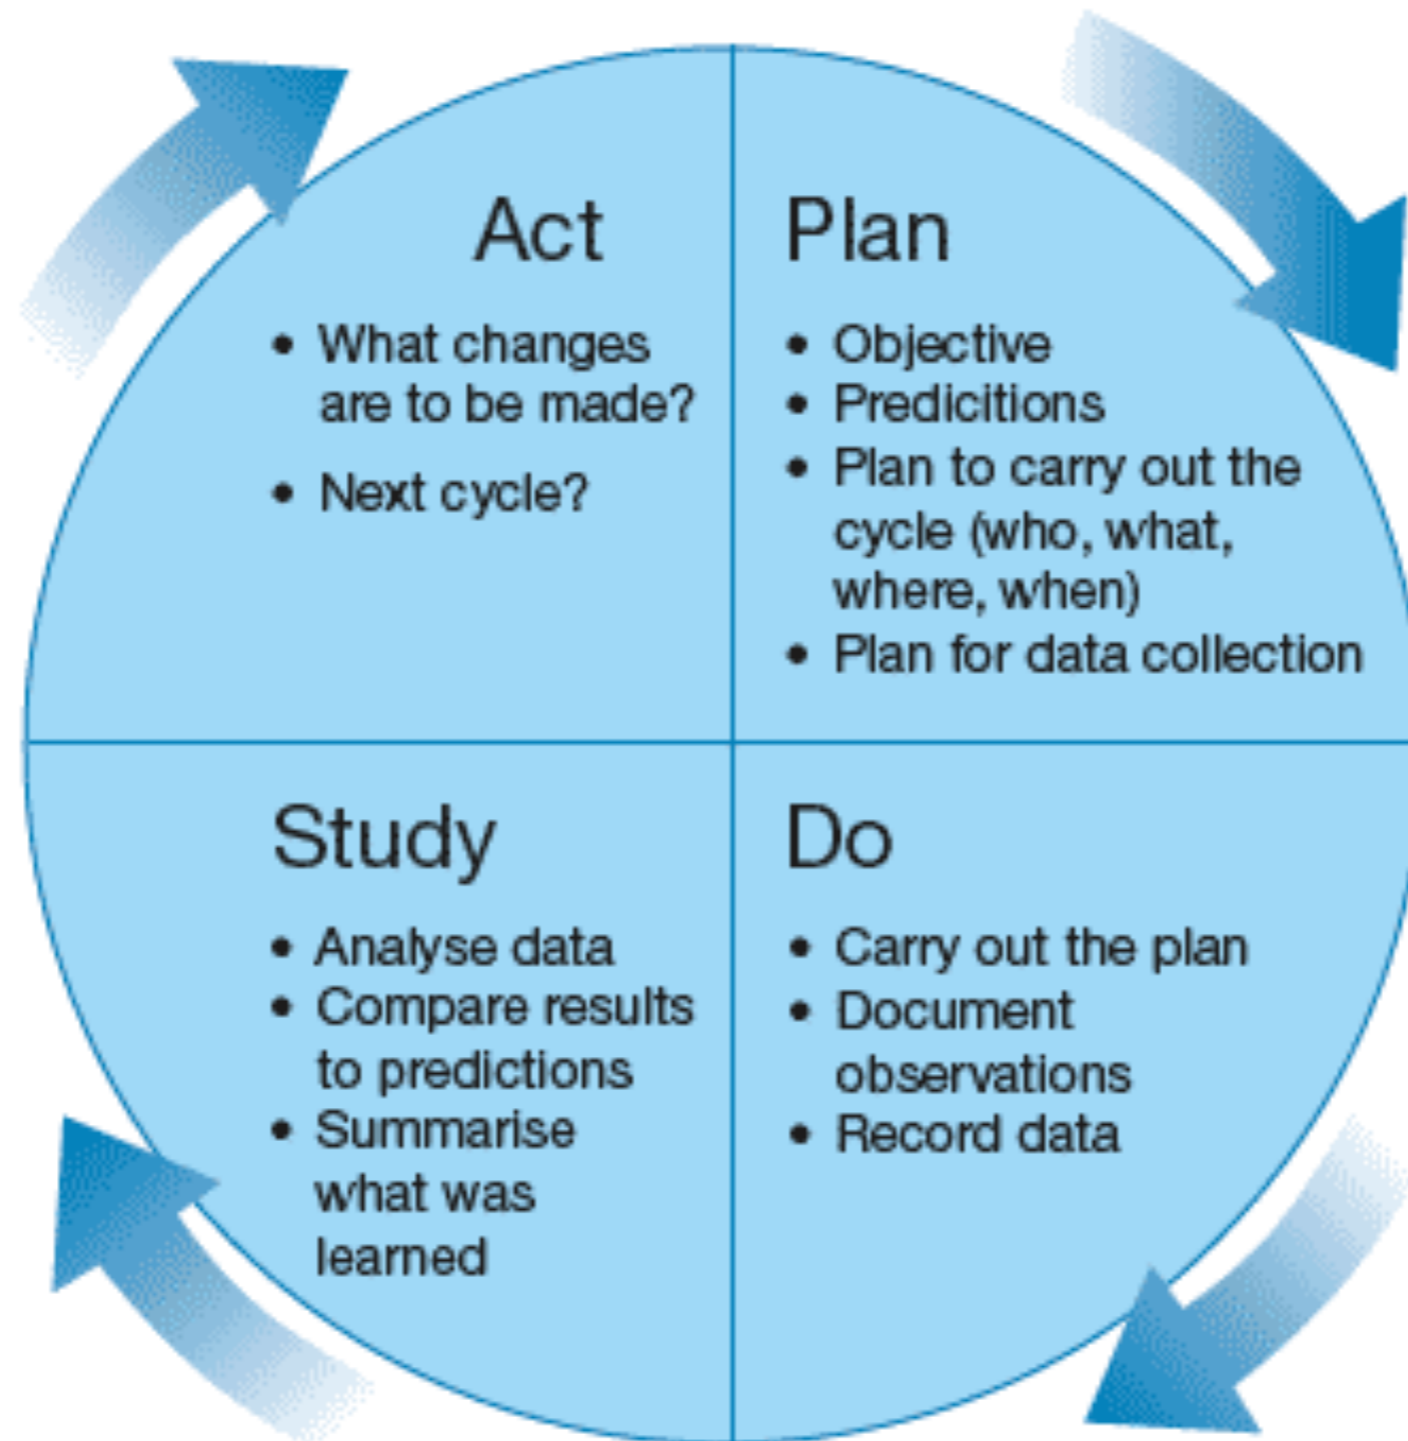 Act
What changes
are to be made?
Next cycle?
Plan
Objective
Predicitions
Plan to carry out the
cycle (who, what,
where, when)
Plan for data collection
Study
Analyse data
Compare results
to predictions
Summarise
what was
learned
Do
Carry out the plan
Document
observations
Record data